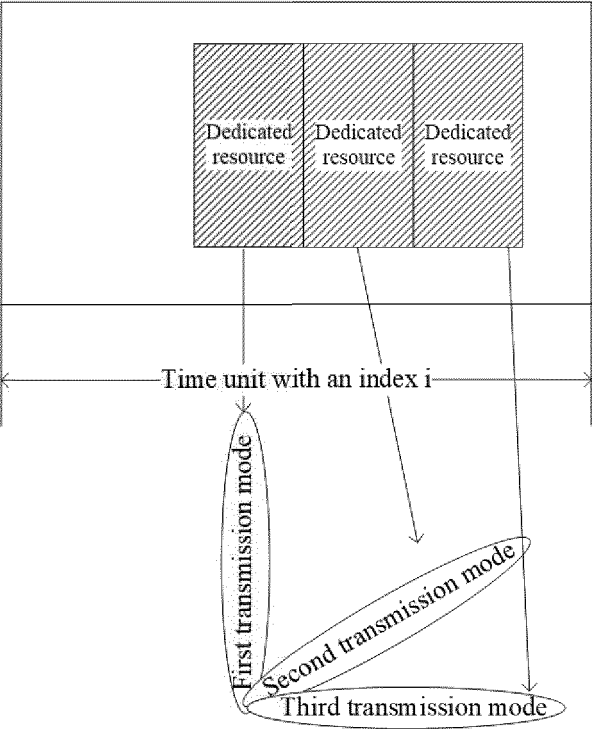 Dedicated
resource
Dedicated
resource
Dedicated
resource
Time unit with an index i
First transmission mode
Second transmission mode
Third transmission mode